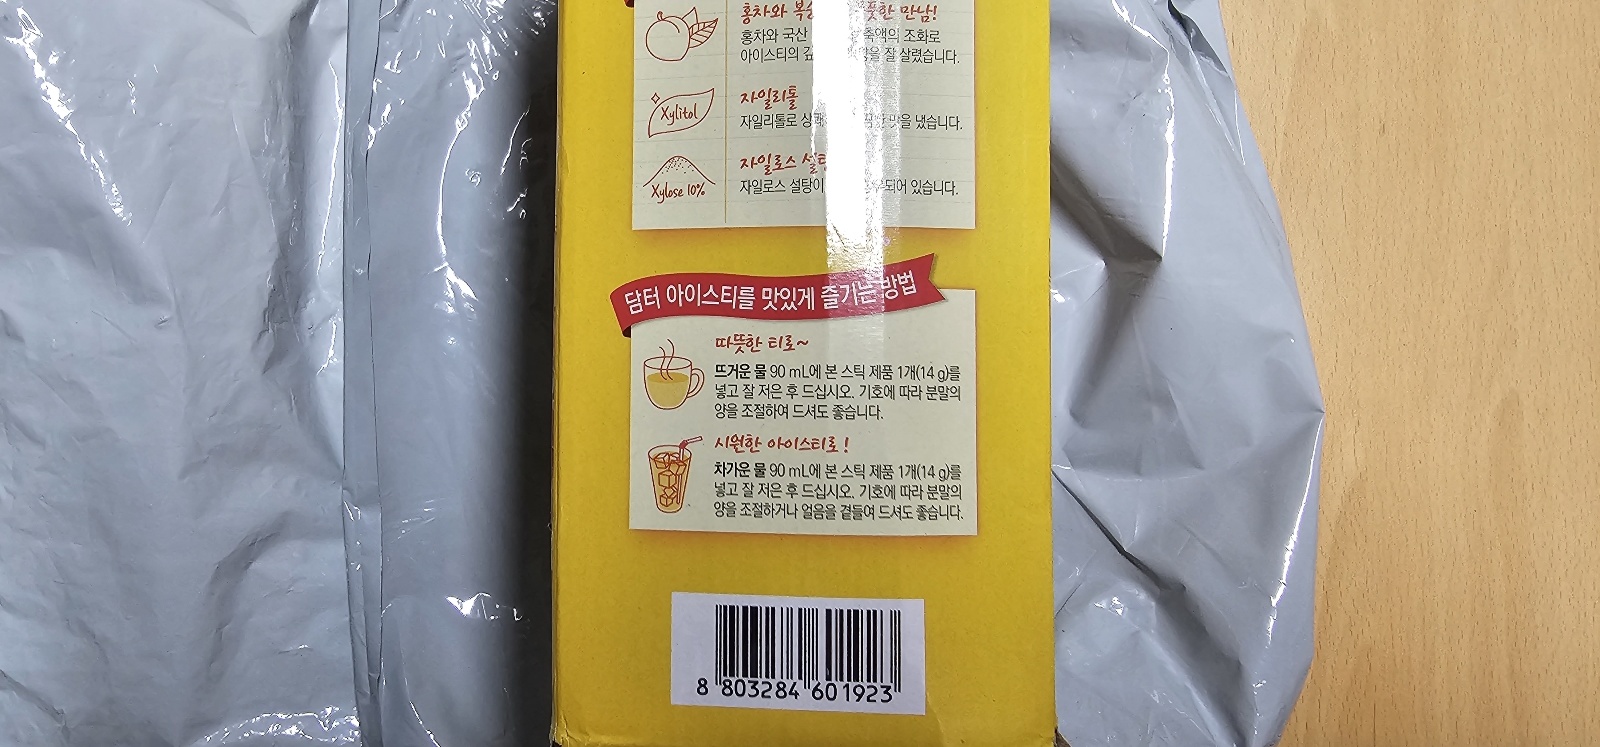 홍차와 복숭 한 만남!
홍차와 국산 축액의 조화로
아이스티의 잘 살렸습니다.
Xylitol
자일리톨
자일리톨로 맛을 냈습니다.
Xylose 10%
자일로스 설탕
자일로스 설탕이 되어 있습니다.
담터 아이스티를 맛있게 즐기는 방법
따뜻한 티로~
뜨거운 물 90 mL에 본 스틱 제품 1개(14 g)를
넣고 잘 저은 후 드십시오. 기호에 따라 분말의
양을 조절하여 드셔도 좋습니다.
시원한 아이스티로!
차가운 물 90 mL에 본 스틱 제품 1개(14 g)를
넣고 잘 저은 후 드십시오. 기호에 따라 분말의
양을 조절하거나 얼음을 곁들여 드셔도 좋습니다.
8 803284 601923